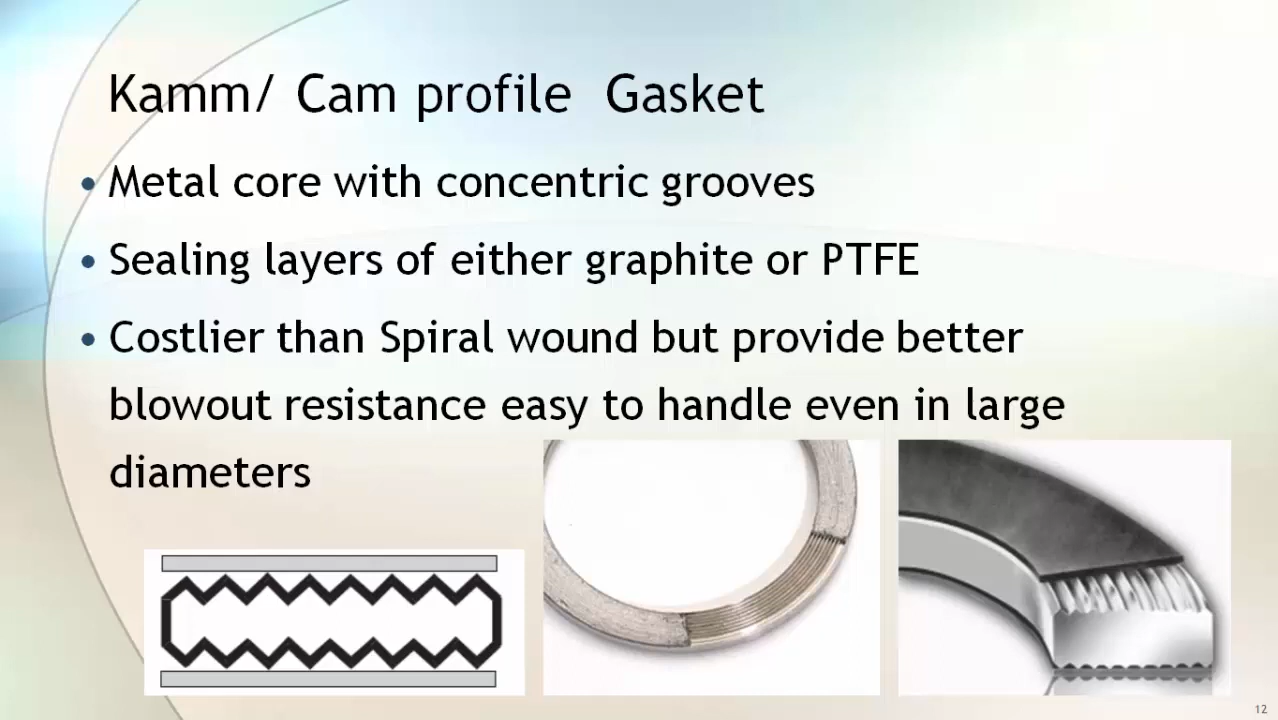 Kamm/ Cam profile  Gasket
• Metal core with concentric grooves
• Sealing layers of either graphite or PTFE
• Costlier than Spiral wound but provide better
blowout resistance easy to handle even in large
diameters
12